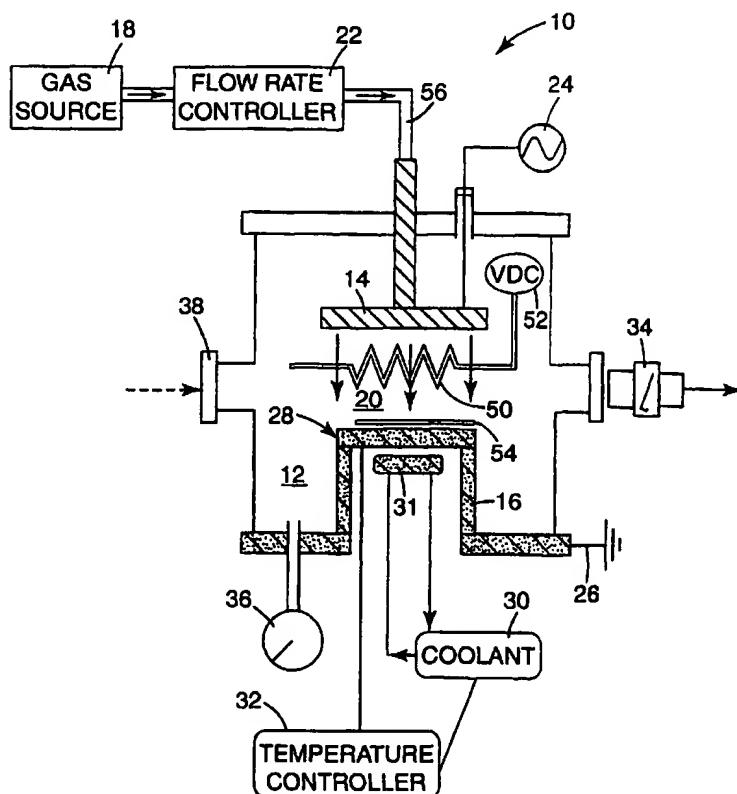 18
22
10
GAS
SOURCE
FLOW RATE
CONTROLLER
24
56
14
VDC
52
38
34
20
50
28
54
12
31
16
26
36
30
COOLANT
32
TEMPERATURE
CONTROLLER